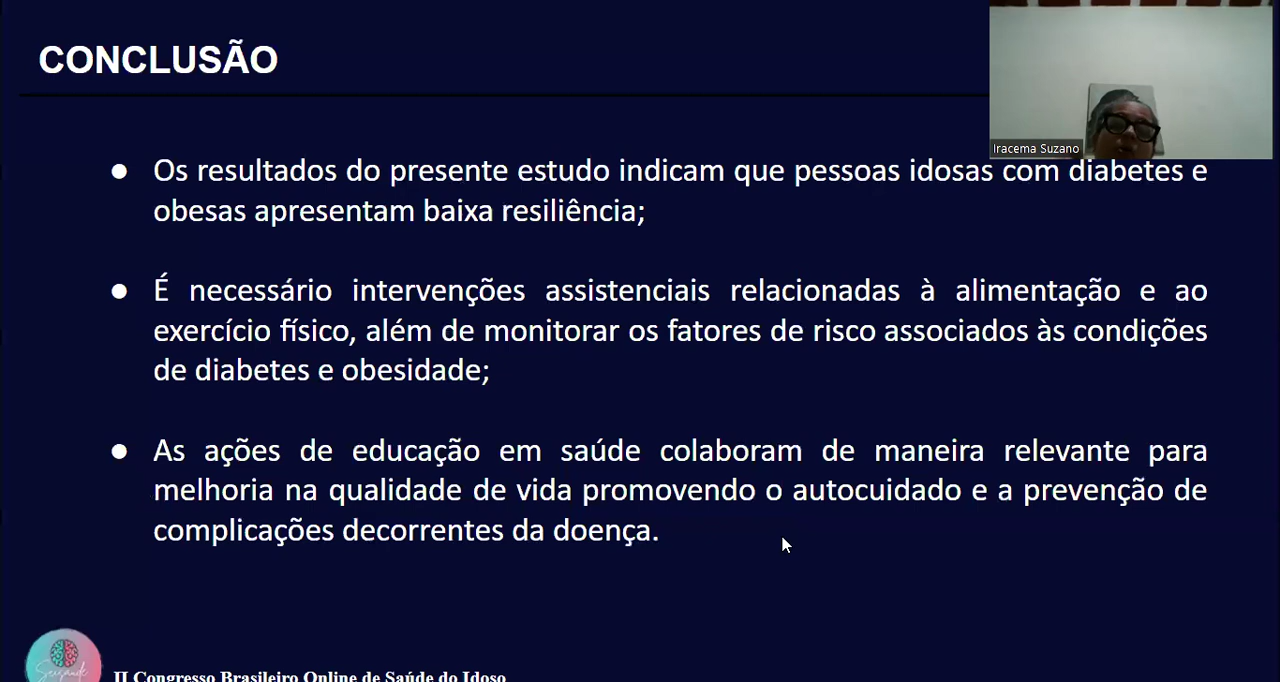 CONCLUSÃO
Iracema Suzano
● Os resultados do presente estudo indicam que pessoas idosas com diabetes e
obesas apresentam baixa resiliência;
● É necessário intervenções assistenciais relacionadas à alimentação e ao
exercício físico, além de monitorar os fatores de risco associados às condições
de diabetes e obesidade;
● As ações de educação em saúde colaboram de maneira relevante para
melhoria na qualidade de vida promovendo o autocuidado e a prevenção de
complicações decorrentes da doença.
II Congresso Brasileiro Online de Saúde do Idoso